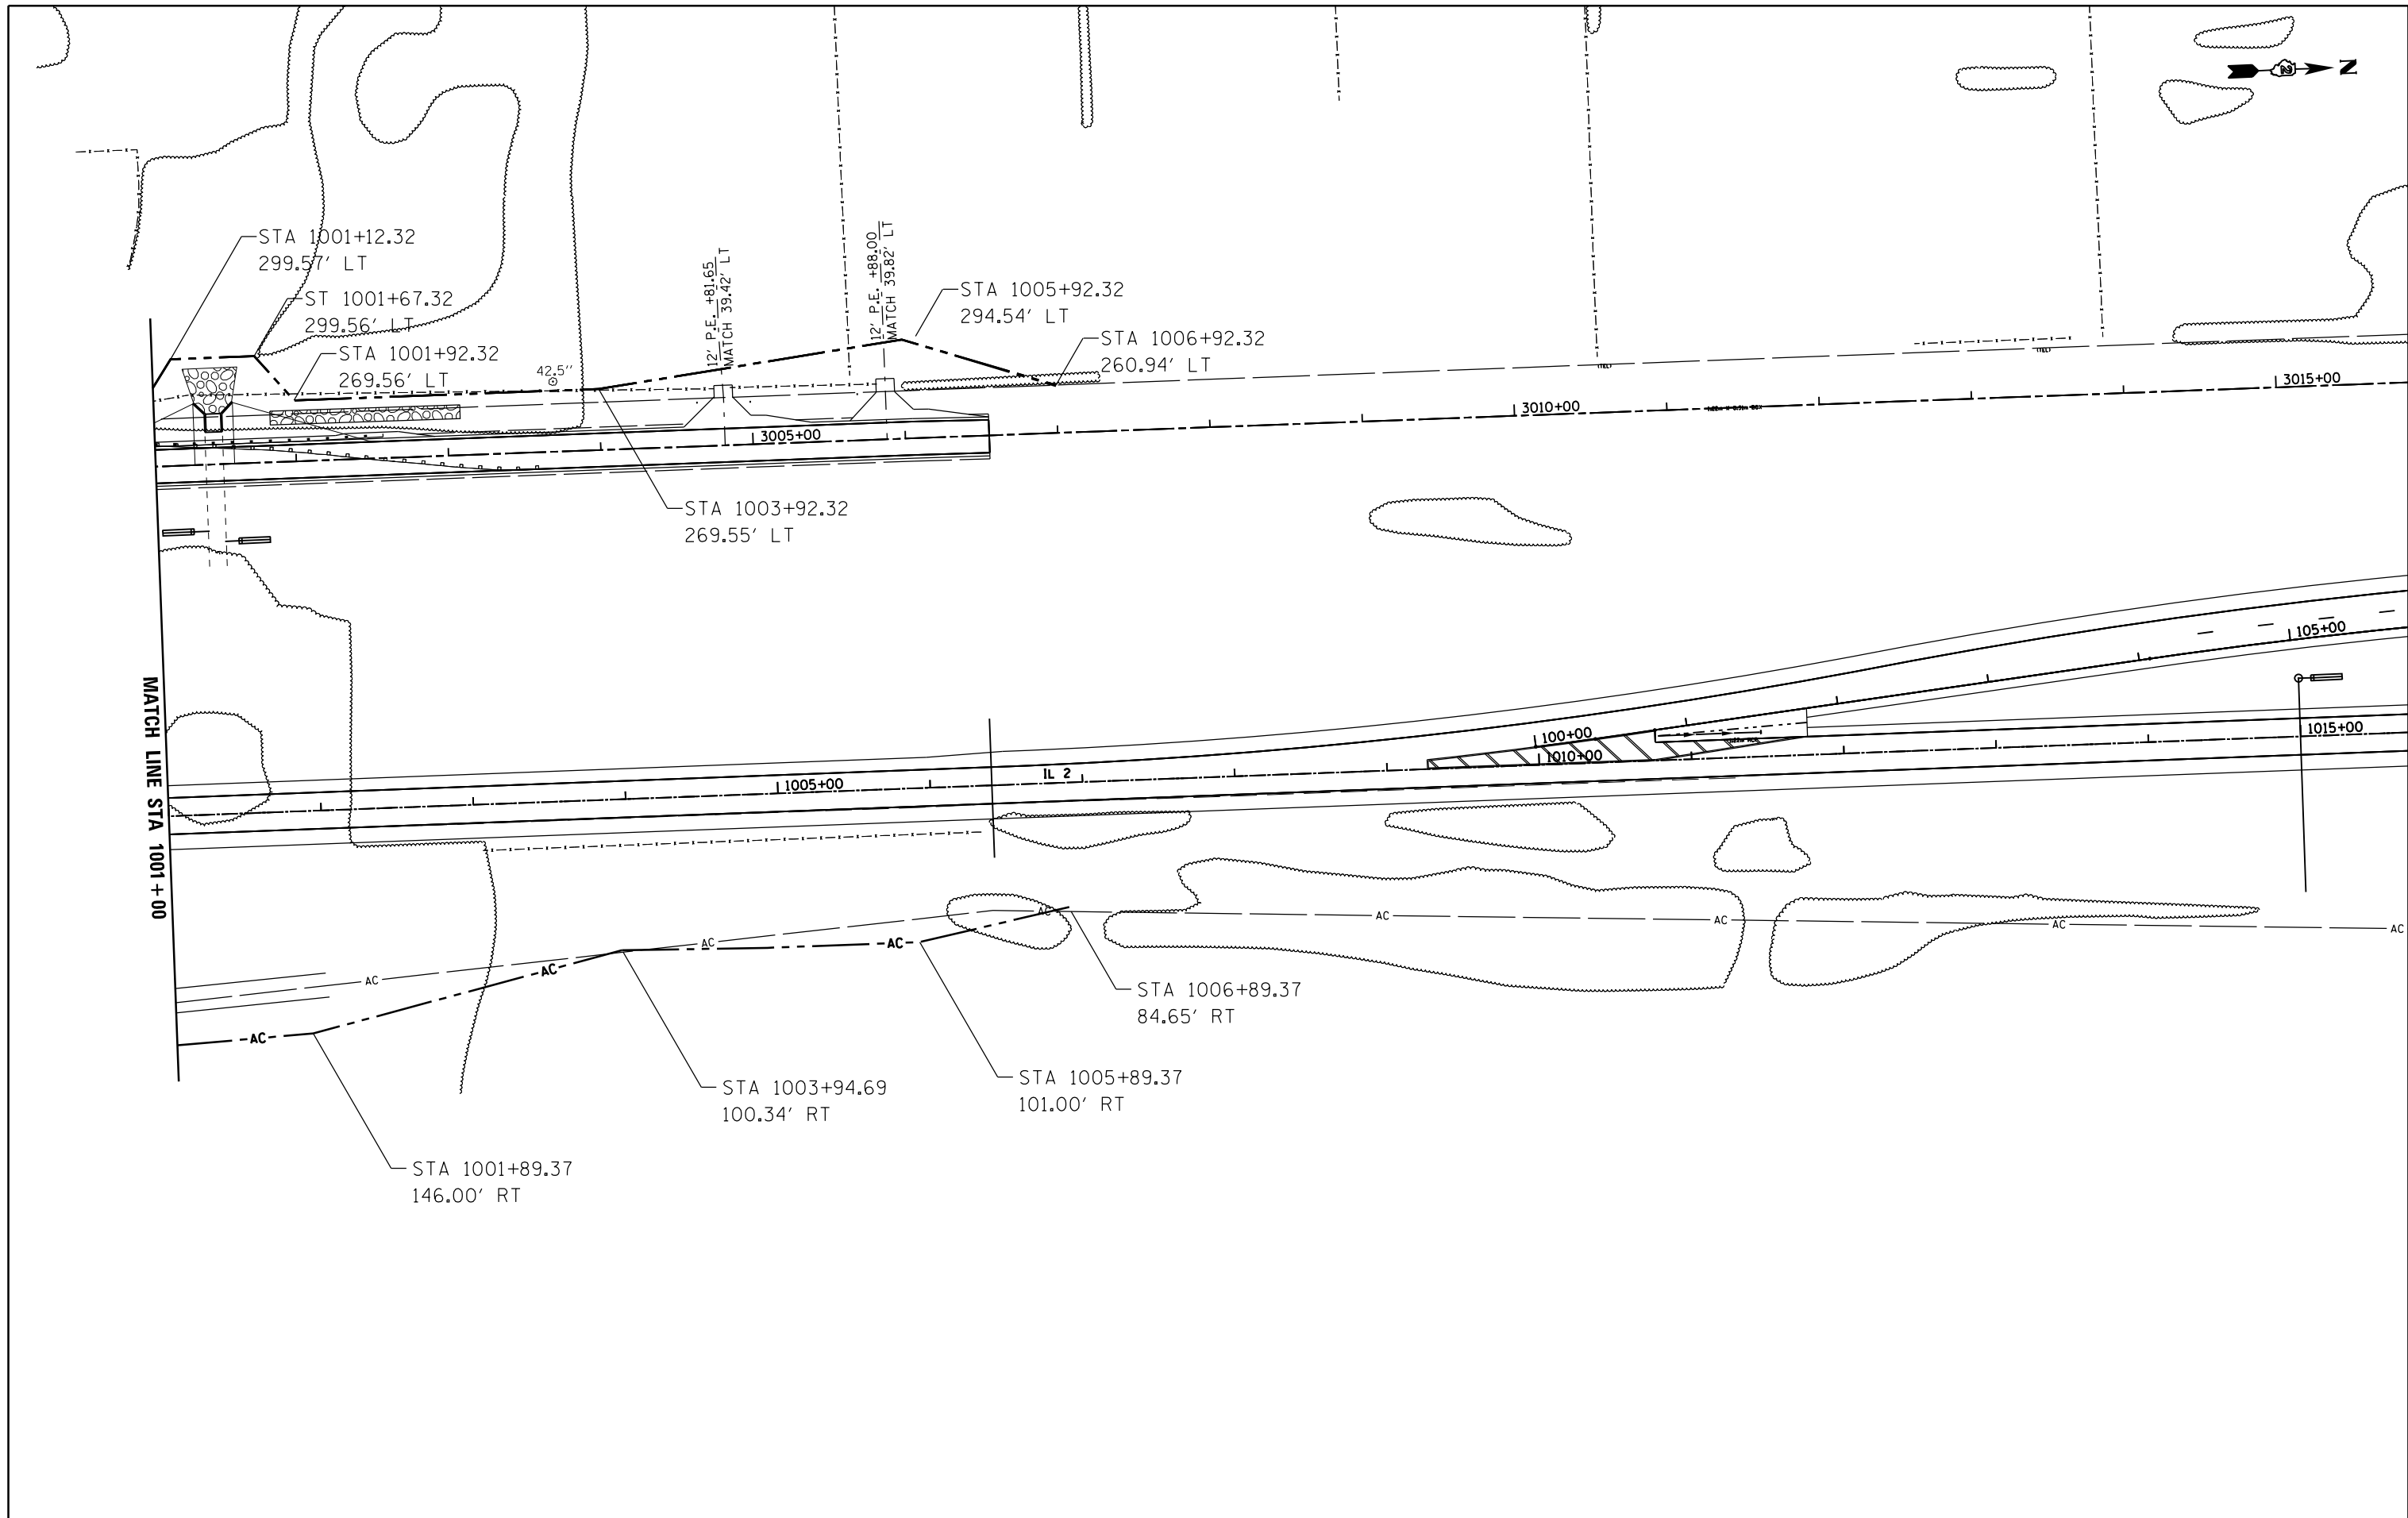 N
STA 1001+12.32
299.57' LT
ST 1001+67.32
299.56' LT
STA 1001+92.32
269.56' LT
42.5"
12' P.E. +81.65
MATCH 39.42' LT
12' P.E. +88.00
MATCH 39.82' LT
STA 1005+92.32
294.54' LT
STA 1006+92.32
260.94' LT
3005+00
3010+00
3015+00
STA 1003+92.32
269.55' LT
MATCH LINE STA 1001+00
105+00
100+00
1015+00
1010+00
1005+00
IL 2
AC
AC
AC
AC
AC
AC
AC
AC
AC
AC
STA 1006+89.37
84.65' RT
STA 1005+89.37
101.00' RT
STA 1003+94.69
100.34' RT
STA 1001+89.37
146.00' RT